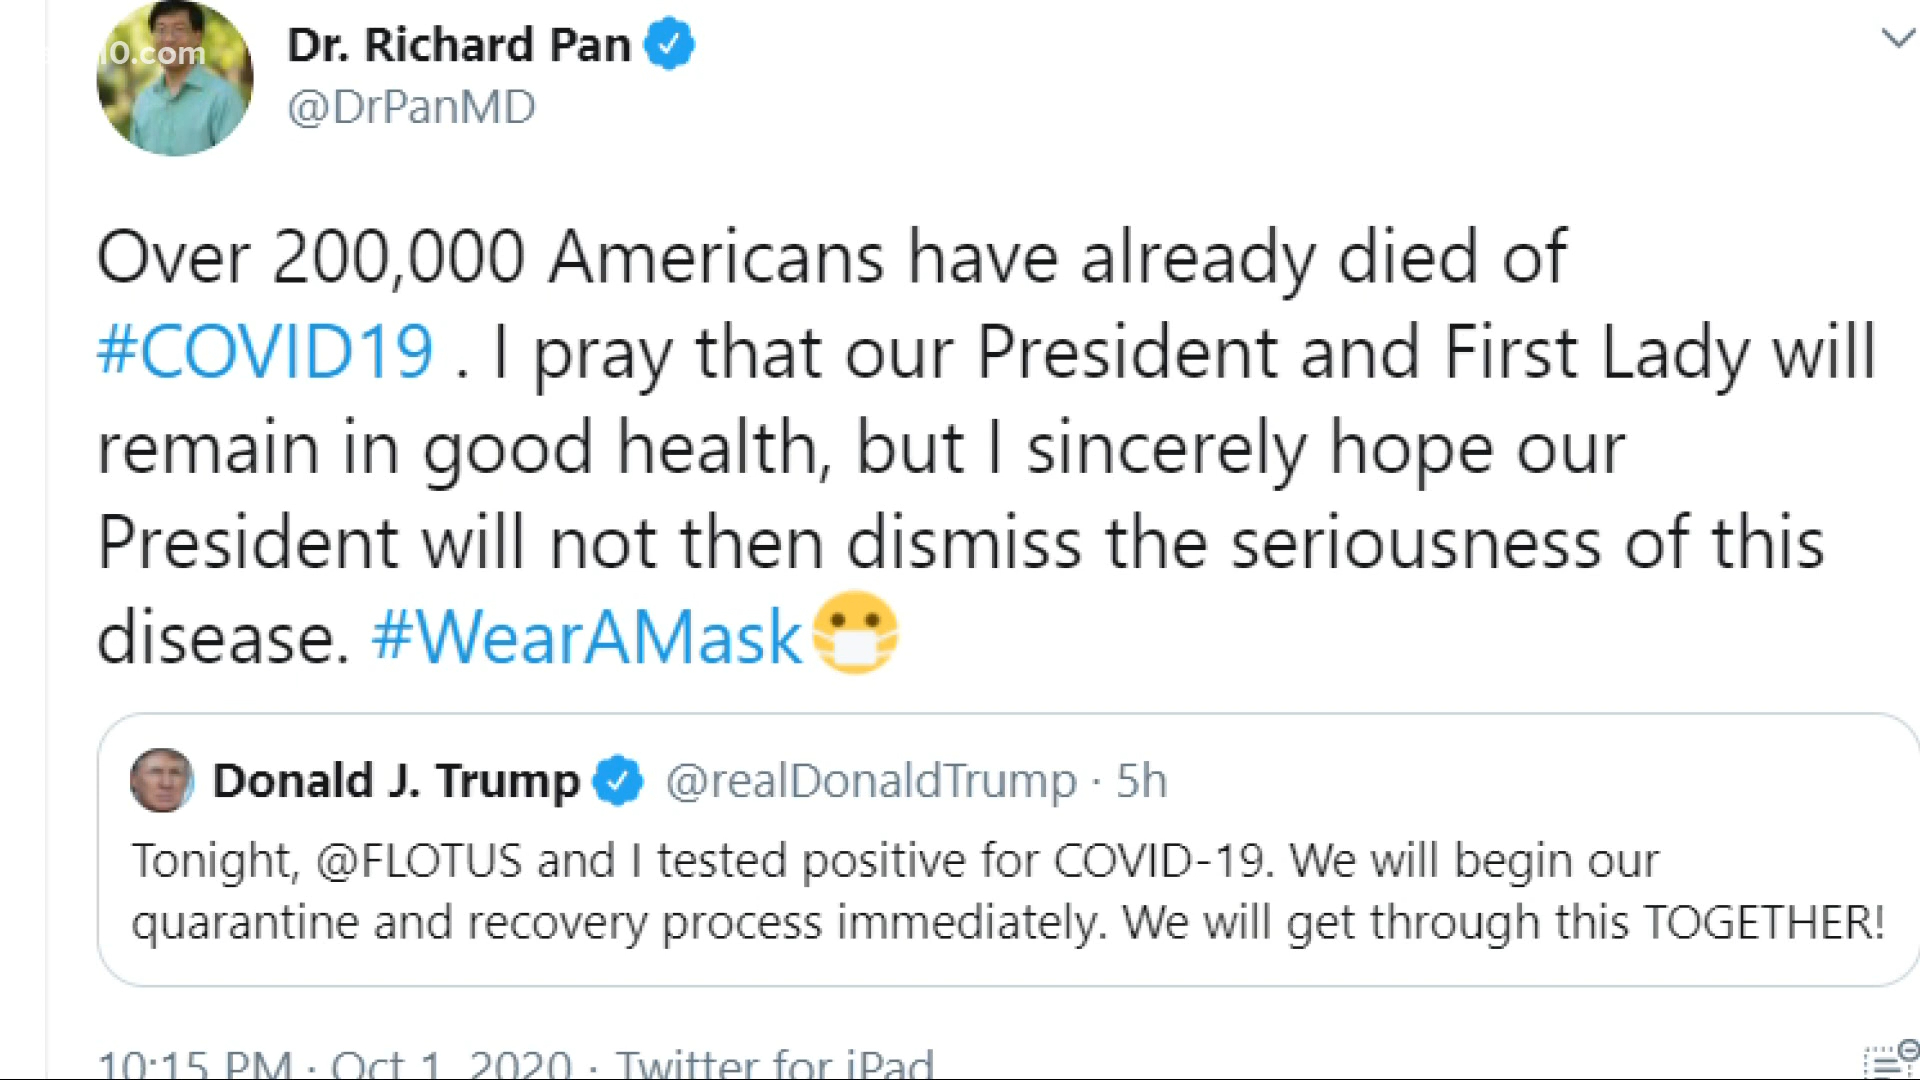 10.com
Dr. Richard Pan
@DrPanMD
Over 200,000 Americans have already died of
#COVID19 . I pray that our President and First Lady will
remain in good health, but I sincerely hope our
President will not then dismiss the seriousness of this
disease. #WearAMask😷
Donald J. Trump @realDonaldTrump · 5h
Tonight, @FLOTUS and I tested positive for COVID-19. We will begin our
quarantine and recovery process immediately. We will get through this TOGETHER!
10:15 PM · Oct 1, 2020 · Twitter for iPad